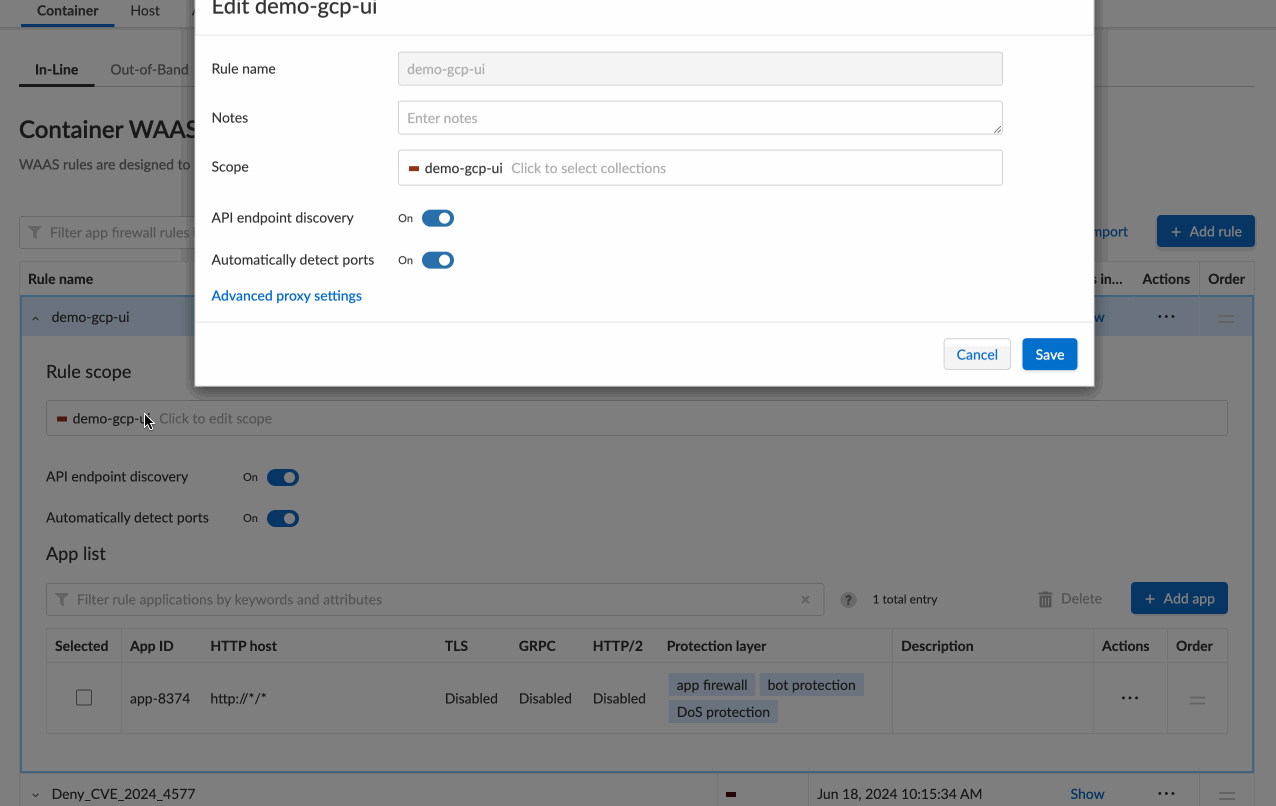 Container Host
Edit demo-gcp-ui
In-Line Out-of-Band
Rule name demo-gcp-ui
Notes Enter notes
Container WAAS
WAAS rules are designed to
Scope demo-gcp-ui Click to select collections
API endpoint discovery On
Filter app firewall rules
+ Add rule
Automatically detect ports On
Rule name Actions Order
Advanced proxy settings
demo-gcp-ui ...
Cancel Save
Rule scope
Click to edit scope
API endpoint discovery On
Automatically detect ports On
App list
Filter rule applications by keywords and attributes × ? 1 total entry Delete + Add app
Selected App ID HTTP host TLS GRPC HTTP/2 Protection layer Description Actions Order
app firewall bot protection
app-8374 http://*/* Disabled Disabled Disabled ...
DoS protection
Deny_CVE_2024_4577 Jun 18, 2024 10:15:34 AM Show ...